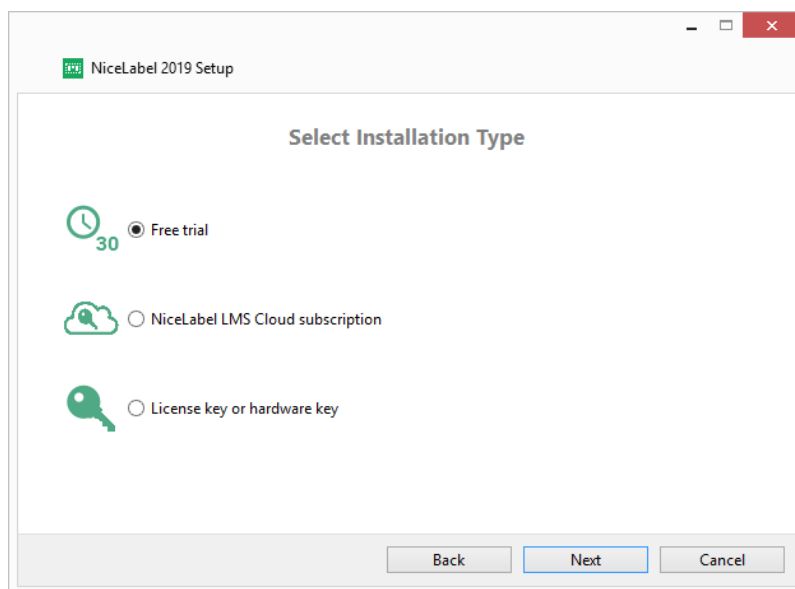 NiceLabel 2019 Setup
Select Installation Type
30
Free trial
NiceLabel LMS Cloud subscription
License key or hardware key
Back
Next
Cancel